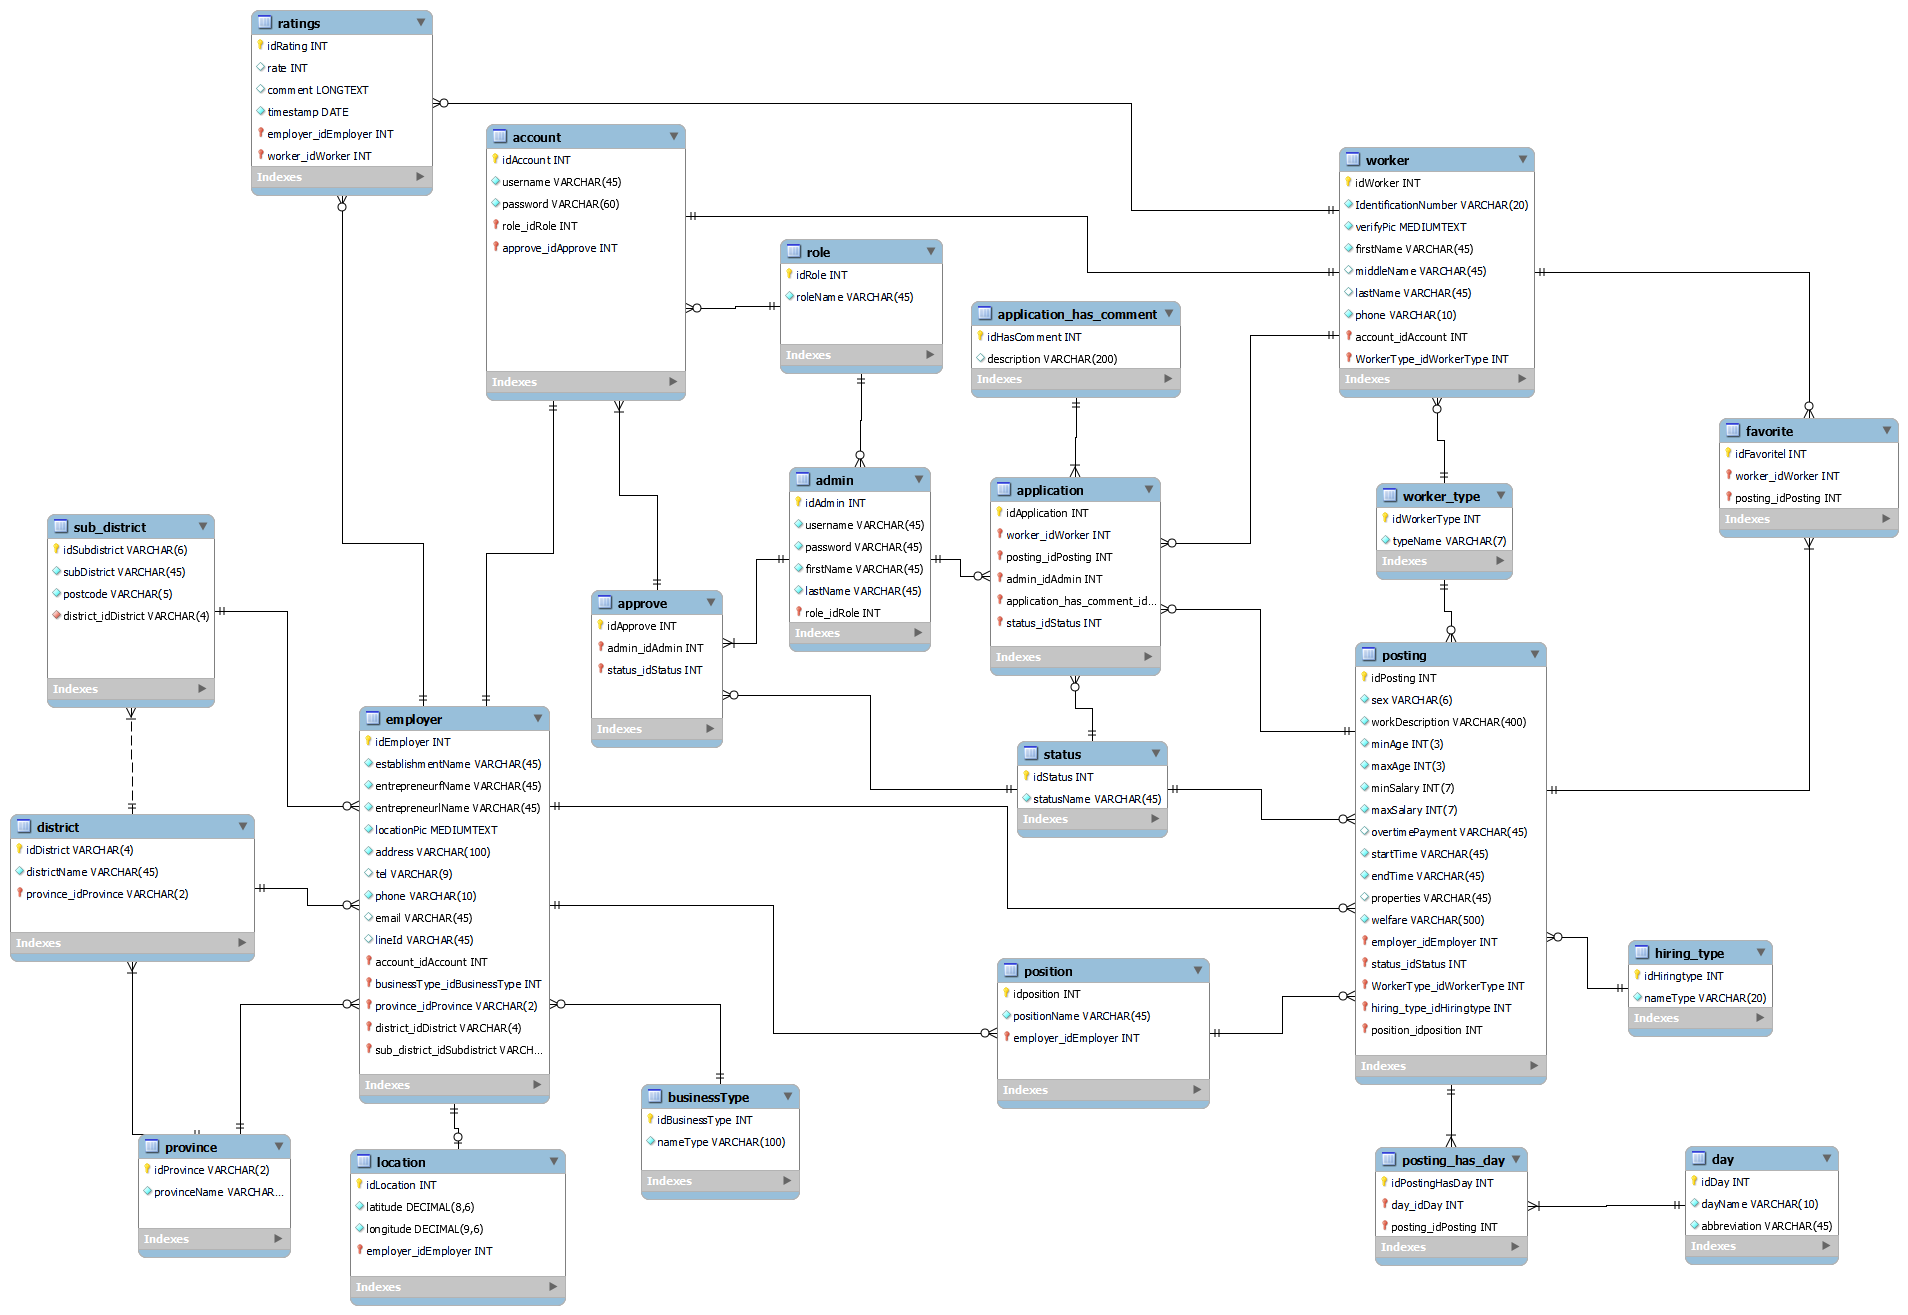 ratings
idRating INT
rate INT
comment LONGTEXT
timestamp DATE
employer_idEmployer INT
worker_idWorker INT
Indexes
account
idAccount INT
username VARCHAR(45)
password VARCHAR(60)
role_idRole INT
approve_idApprove INT
Indexes
worker
idWorker INT
IdentificationNumber VARCHAR(20)
verifyPic MEDIUMTEXT
firstName VARCHAR(45)
middleName VARCHAR(45)
lastName VARCHAR(45)
phone VARCHAR(10)
account_idAccount INT
WorkerType_idWorkerType INT
Indexes
role
idRole INT
roleName VARCHAR(45)
Indexes
application_has_comment
idHasComment INT
description VARCHAR(200)
Indexes
favorite
idFavoriteI INT
worker_idWorker INT
posting_idPosting INT
Indexes
admin
idAdmin INT
username VARCHAR(45)
password VARCHAR(45)
firstName VARCHAR(45)
lastName VARCHAR(45)
role_idRole INT
Indexes
application
idApplication INT
worker_idWorker INT
posting_idPosting INT
admin_idAdmin INT
application_has_comment_id...
status_idStatus INT
Indexes
worker_type
idWorkerType INT
typeName VARCHAR(7)
Indexes
sub_district
idSubdistrict VARCHAR(6)
subDistrict VARCHAR(45)
postcode VARCHAR(5)
district_idDistrict VARCHAR(4)
Indexes
approve
idApprove INT
admin_idAdmin INT
status_idStatus INT
Indexes
posting
idPosting INT
sex VARCHAR(6)
workDescription VARCHAR(400)
minAge INT(3)
maxAge INT(3)
minSalary INT(7)
maxSalary INT(7)
overtimePayment VARCHAR(45)
startTime VARCHAR(45)
endTime VARCHAR(45)
properties VARCHAR(45)
welfare VARCHAR(500)
employer_idEmployer INT
status_idStatus INT
WorkerType_idWorkerType INT
hiring_type_idHiringtype INT
position_idposition INT
Indexes
employer
idEmployer INT
establishmentName VARCHAR(45)
entrepreneurfName VARCHAR(45)
entrepreneurlName VARCHAR(45)
locationPic MEDIUMTEXT
address VARCHAR(100)
tel VARCHAR(9)
phone VARCHAR(10)
email VARCHAR(45)
lineId VARCHAR(45)
account_idAccount INT
businessType_idBusinessType INT
province_idProvince VARCHAR(2)
district_idDistrict VARCHAR(4)
sub_district_idSubdistrict VARCH...
Indexes
status
idStatus INT
statusName VARCHAR(45)
Indexes
district
idDistrict VARCHAR(4)
districtName VARCHAR(45)
province_idProvince VARCHAR(2)
Indexes
hiring_type
idHiringtype INT
nameType VARCHAR(20)
Indexes
position
idposition INT
positionName VARCHAR(45)
employer_idEmployer INT
Indexes
businessType
idBusinessType INT
nameType VARCHAR(100)
Indexes
province
idProvince VARCHAR(2)
provinceName VARCHAR...
Indexes
location
idLocation INT
latitude DECIMAL(8,6)
longitude DECIMAL(9,6)
employer_idEmployer INT
Indexes
posting_has_day
idPostingHasDay INT
day_idDay INT
posting_idPosting INT
Indexes
day
idDay INT
dayName VARCHAR(10)
abbreviation VARCHAR(45)
Indexes